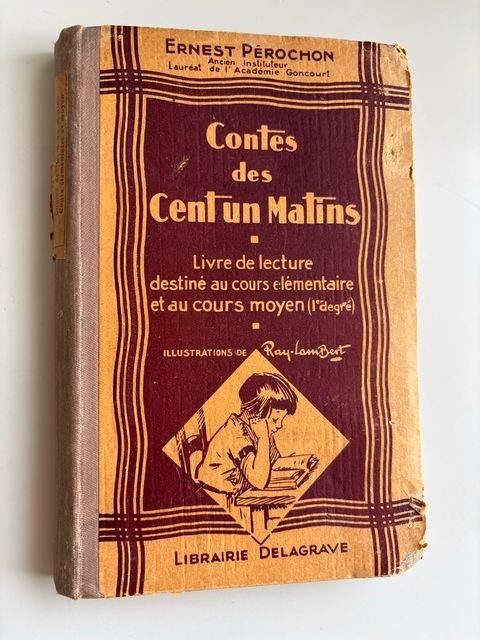 ERNEST PÉROCHON
Ancien Instituteur
Lauréat de l'Académie Goncourt
Contes
des
Cent un Matins
Livre de lecture
destiné au cours élémentaire
et au cours moyen (1er degré)
ILLUSTRATIONS DE Ray-Lambert
LIBRAIRIE DELAGRAVE